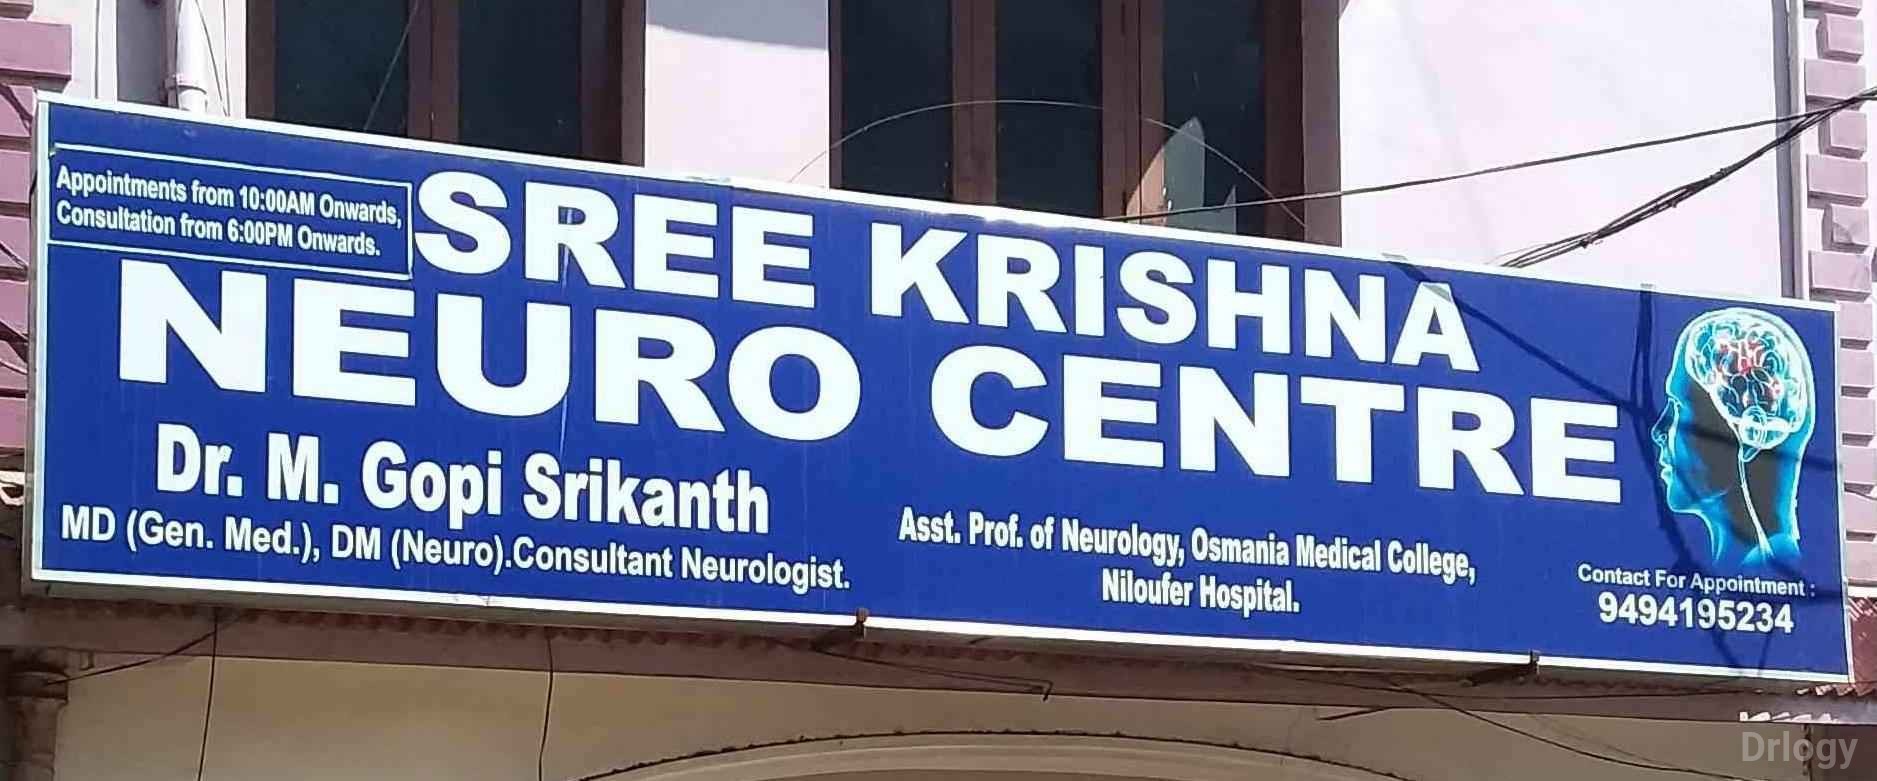 Appointments from 10:00AM Onwards,
Consultation from 6:00PM Onwards.
SREE KRISHNA
NEURO CENTRE
Dr. M. Gopi Srikanth
MD (Gen. Med.), DM (Neuro).Consultant Neurologist.
Asst. Prof. of Neurology, Osmania Medical College,
Niloufer Hospital.
Contact For Appointment :
9494195234
Drlogy